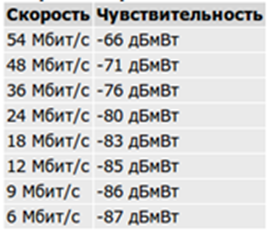 Скорость Чувствительность
54 Мбит/с -66 дБмВт
48 Мбит/с -71 дБмВт
36 Мбит/с -76 дБмВт
24 Мбит/с -80 дБмВт
18 Мбит/с -83 дБмВт
12 Мбит/с -85 дБмВт
9 Мбит/с -86 дБмВт
6 Мбит/с -87 дБмВт